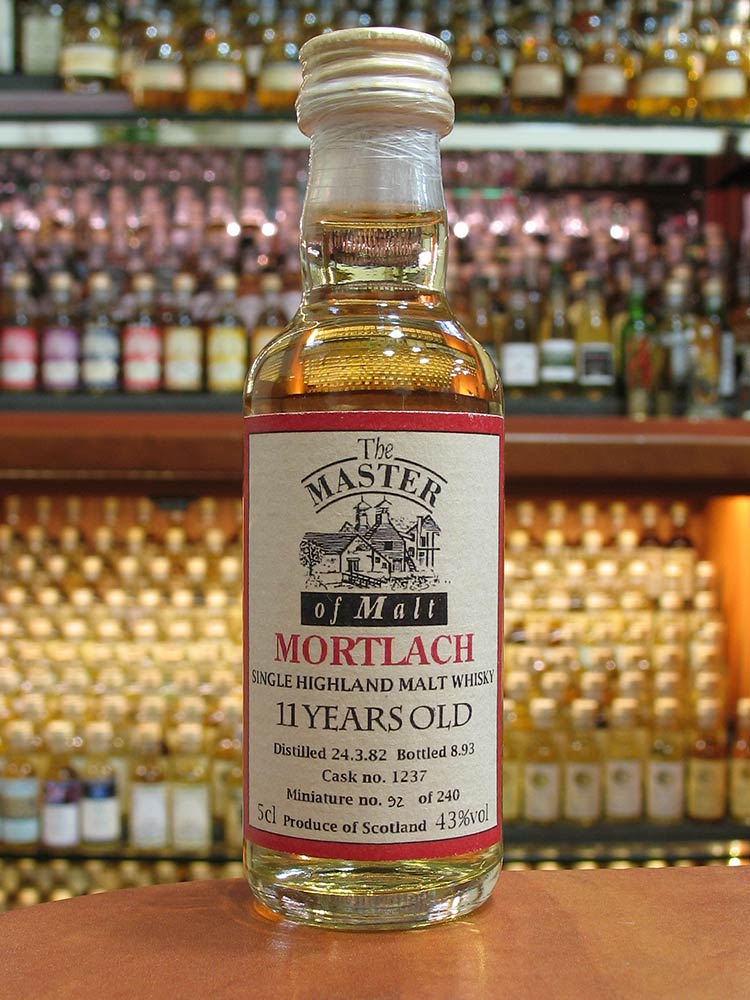 The
MASTER
of Malt
MORTLACH
SINGLE HIGHLAND MALT WHISKY
11 YEARS OLD
Distilled 24.3.82 Bottled 8.93
Cask no. 1237
Miniature no. 92 of 240
5cl Produce of Scotland 43%vol